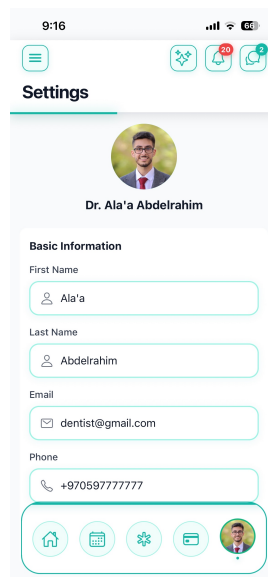 9:16
66
20
2
Settings
Dr. Ala'a Abdelrahim
Basic Information
First Name
Ala'a
Last Name
Abdelrahim
Email
dentist@gmail.com
Phone
+970597777777